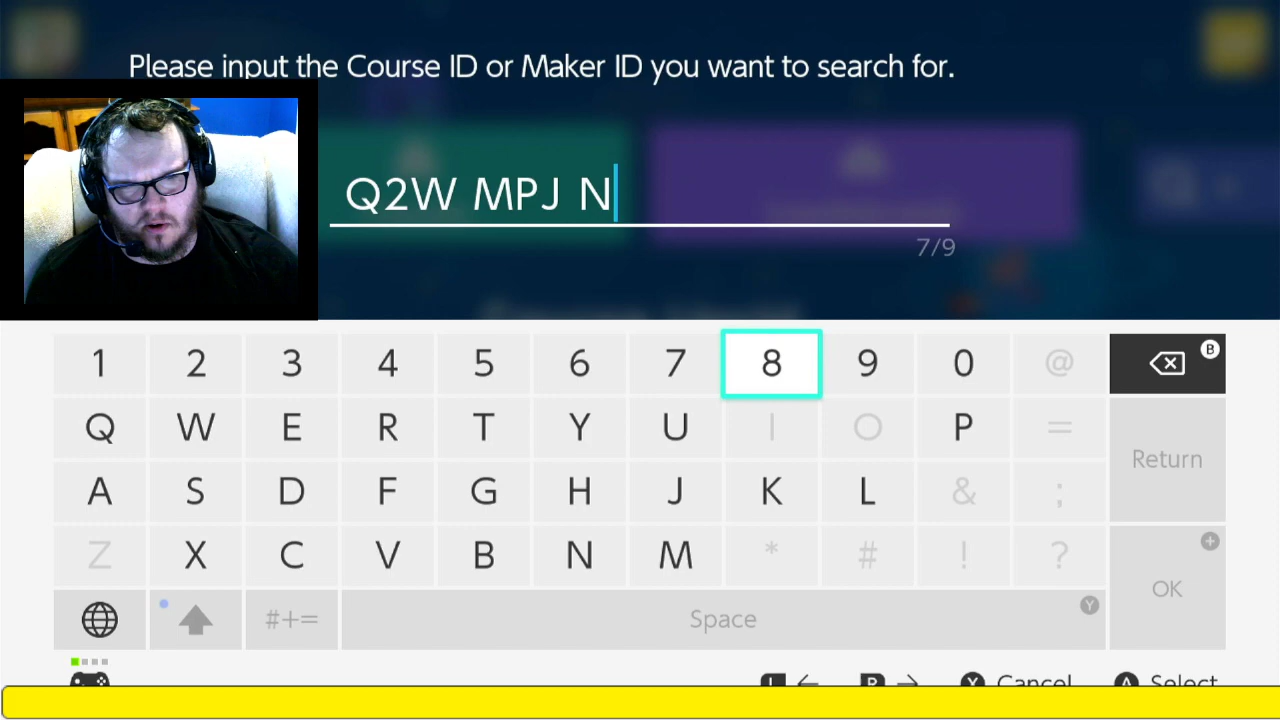 Please input the Course ID or Maker ID you want to search for.
Q2W MPJ N
7/9
1 2 3 4 5 6 7 8 9 0 @ B
Q W E R T Y U I O P = Return
A S D F G H J K L & ;
Z X C V B N M * # ! ? + OK
#+= Space Y
L ← R → X Cancel A Select